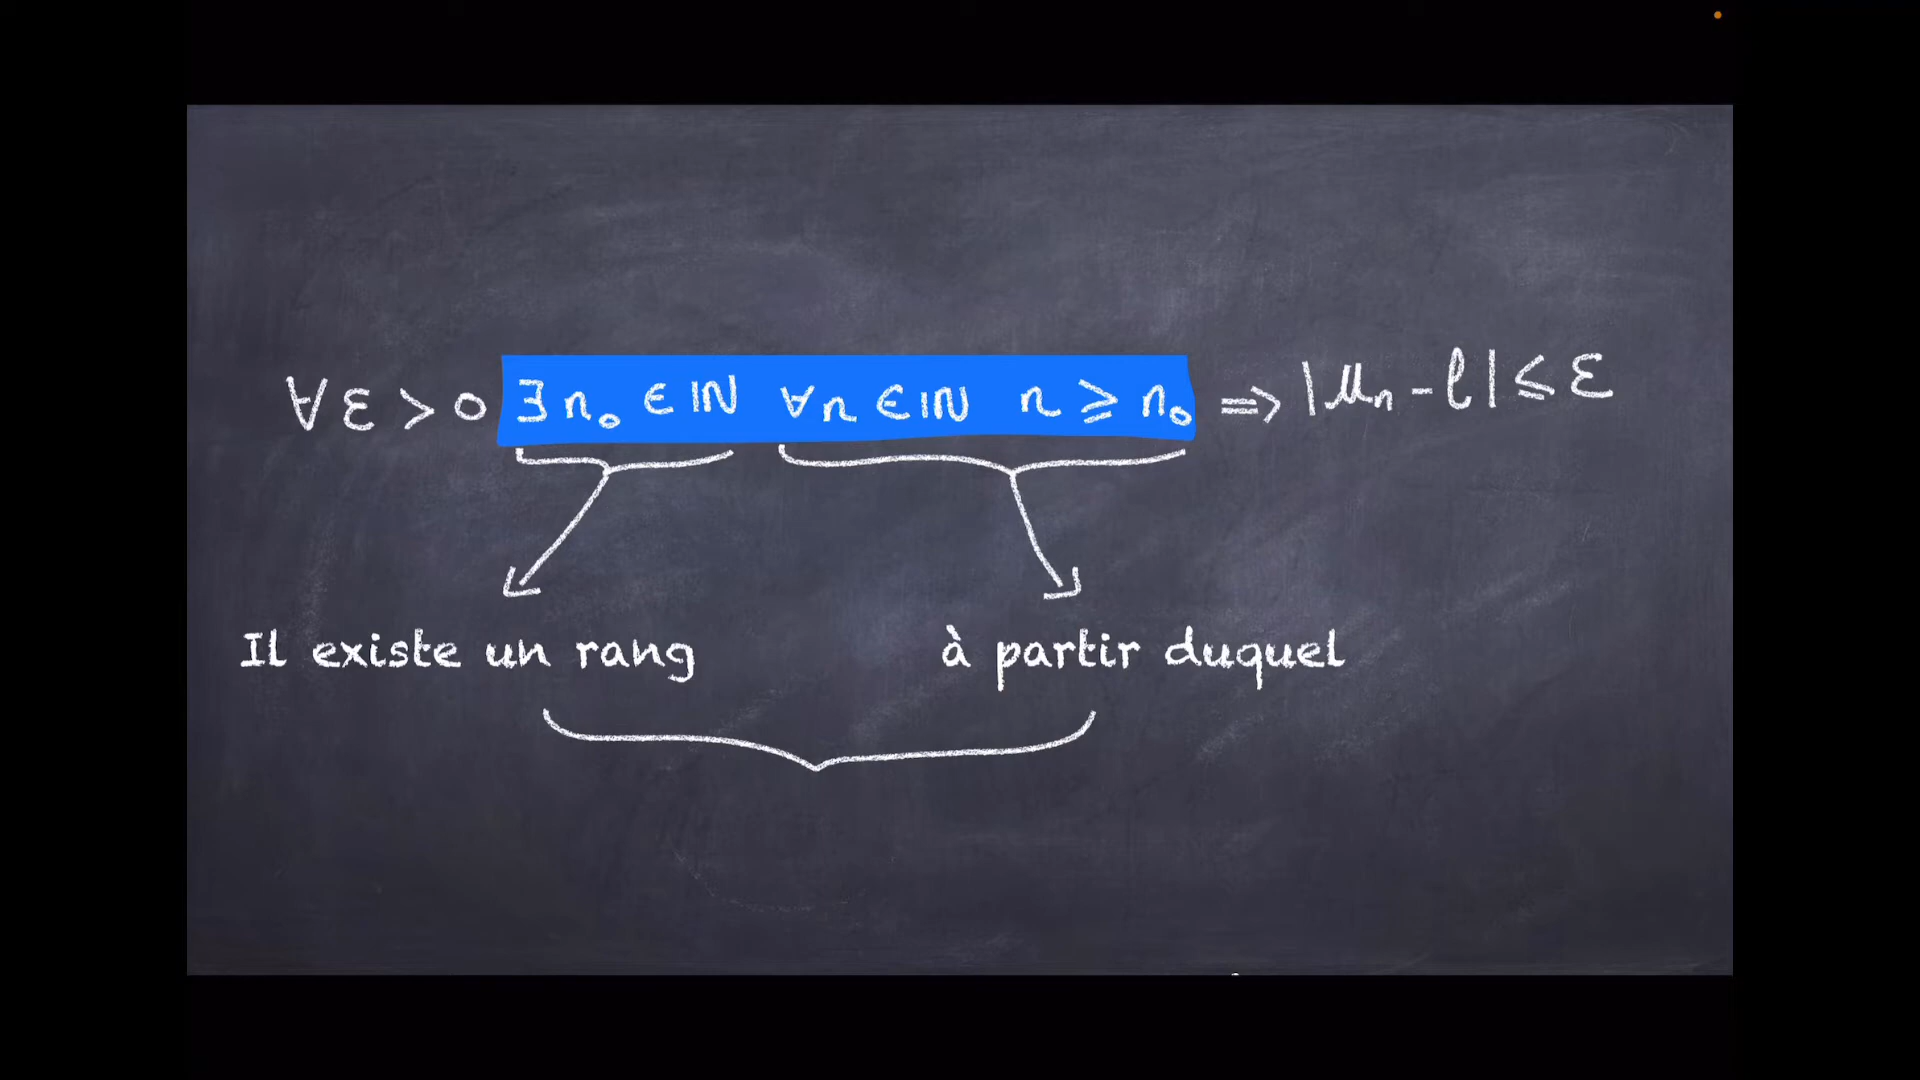 ∀ε > 0 ∃n₀ ∈ ℕ ∀n ∈ ℕ n ⩾ n₀ ⇒ |uₙ - ℓ| ⩽ ε
Il existe un rang à partir duquel